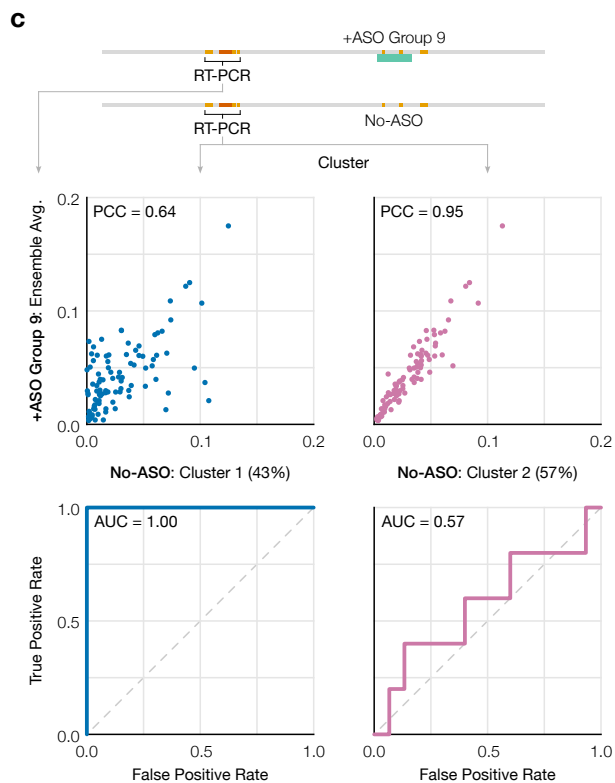 c
+ASO Group 9
RT-PCR
RT-PCR
No-ASO
Cluster
+ASO Group 9: Ensemble Avg.
0.2
0.1
0.0
PCC = 0.64
0.0 0.1 0.2
No-ASO: Cluster 1 (43%)
PCC = 0.95
0.0 0.1 0.2
No-ASO: Cluster 2 (57%)
True Positive Rate
1.0
0.5
0.0
AUC = 1.00
0.0 0.5 1.0
False Positive Rate
AUC = 0.57
0.0 0.5 1.0
False Positive Rate